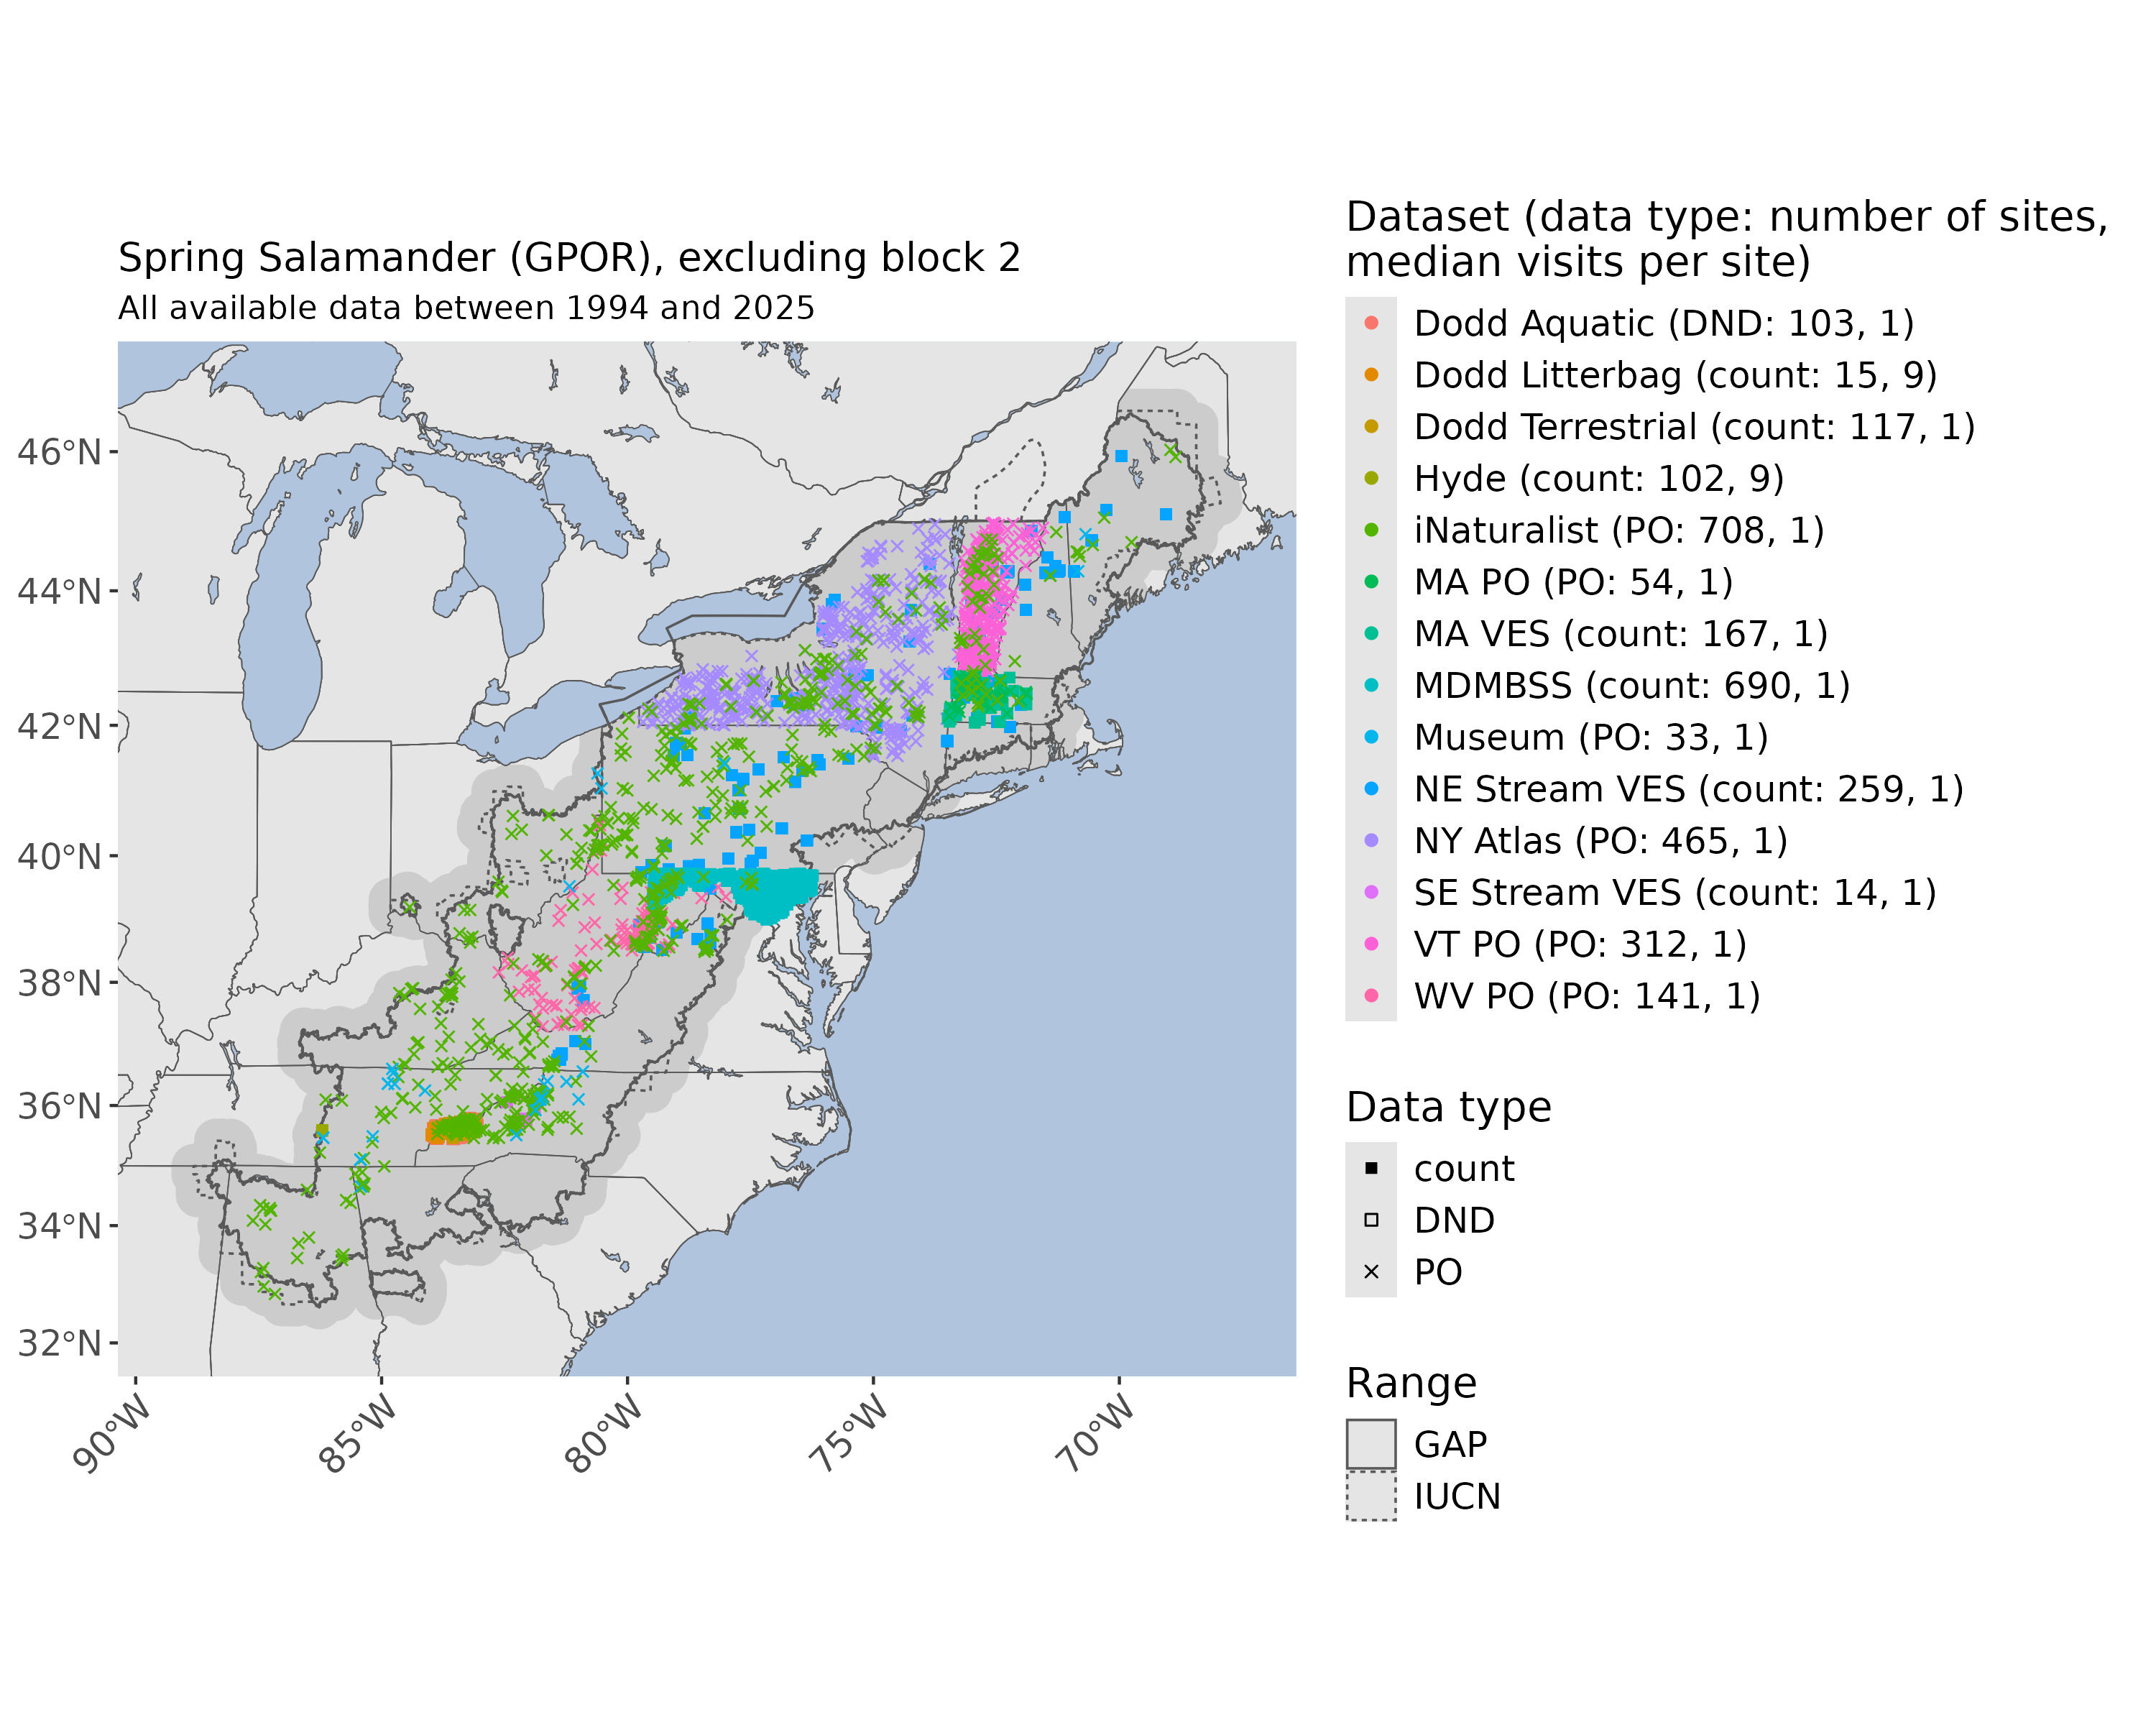 Spring Salamander (GPOR), excluding block 2
All available data between 1994 and 2025
46°N
44°N
42°N
40°N
38°N
36°N
34°N
32°N
90°W
85°W
80°W
75°W
70°W
Dataset (data type: number of sites,
median visits per site)
Dodd Aquatic (DND: 103, 1)
Dodd Litterbag (count: 15, 9)
Dodd Terrestrial (count: 117, 1)
Hyde (count: 102, 9)
iNaturalist (PO: 708, 1)
MA PO (PO: 54, 1)
MA VES (count: 167, 1)
MDMBSS (count: 690, 1)
Museum (PO: 33, 1)
NE Stream VES (count: 259, 1)
NY Atlas (PO: 465, 1)
SE Stream VES (count: 14, 1)
VT PO (PO: 312, 1)
WV PO (PO: 141, 1)
Data type
count
DND
PO
Range
GAP
IUCN